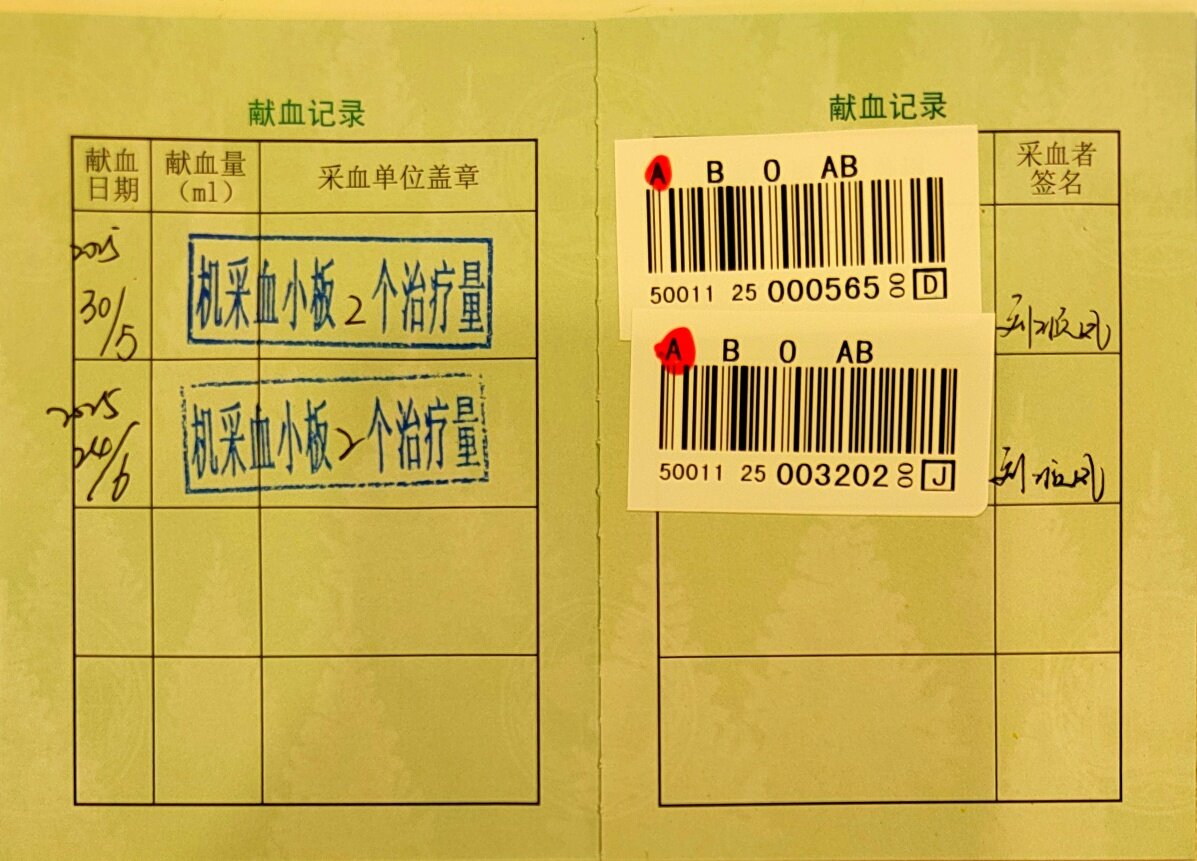 献血记录
献血日期
献血量(ml)
采血单位盖章
2025
30/5
机采血小板2个治疗量
2025
24/6
机采血小板2个治疗量
献血记录
采血者签名
A B O AB
50011 25 000565 00 D
A B O AB
50011 25 003202 00 J